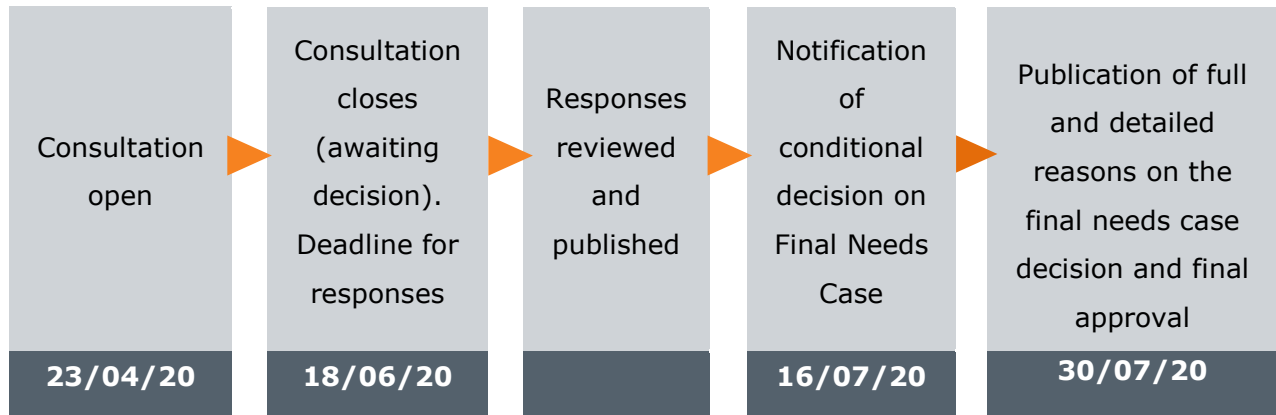 Consultation
open
23/04/20
Consultation
closes
(awaiting
decision).
Deadline for
responses
18/06/20
Responses
reviewed
and
published
Notification
of
conditional
decision on
Final Needs
Case
16/07/20
Publication of full
and detailed
reasons on the
final needs case
decision and final
approval
30/07/20